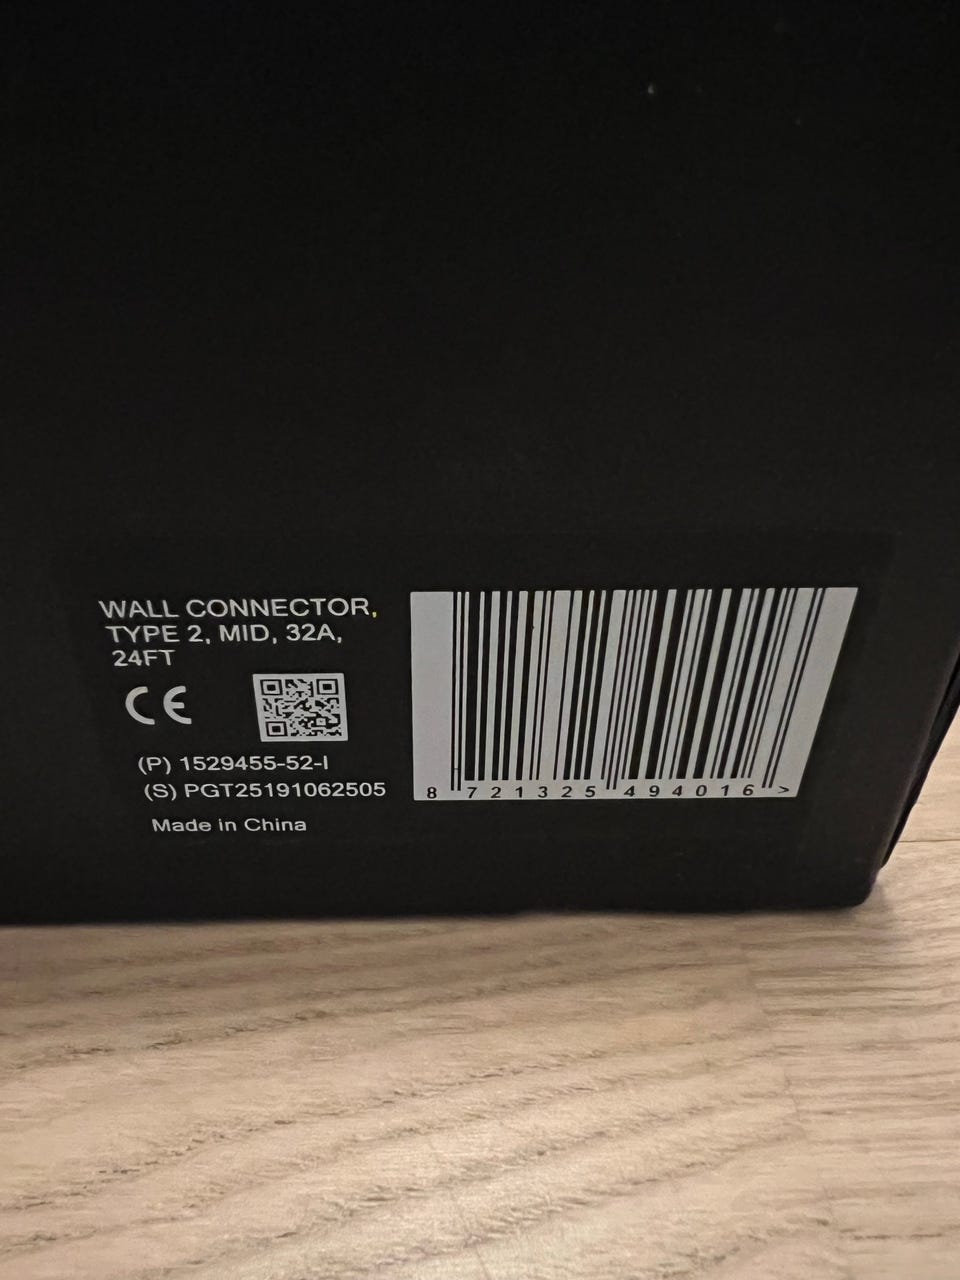 WALL CONNECTOR,
TYPE 2, MID, 32A,
24FT
CE
(P) 1529455-52-I
(S) PGT25191062505
Made in China
8 721325 494016 >